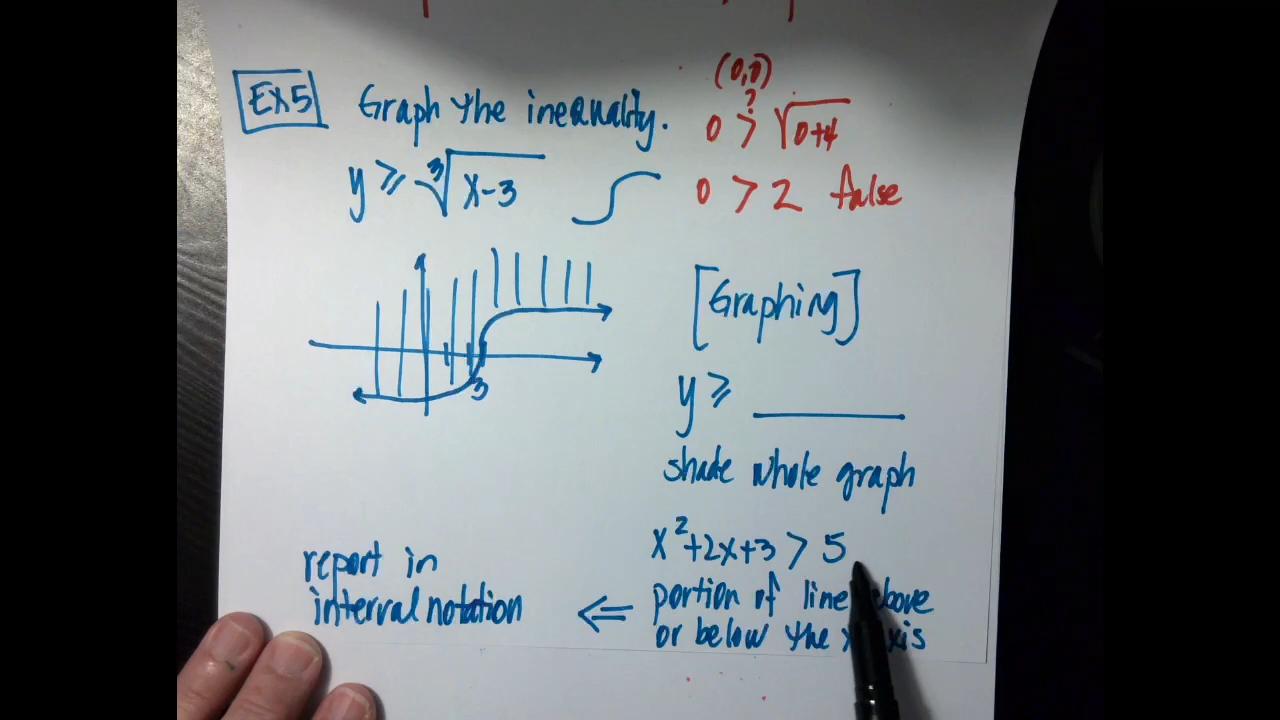 Ex5 Graph the inequality.
y ≥ ∛(x-3)
3
(0,0)
?
0 > √(0+4)
0 > 2 false
[Graphing]
y ≥ ______
shade whole graph
x²+2x+3 > 5
portion of line above
or below the x axis
⇐
report in
interval notation